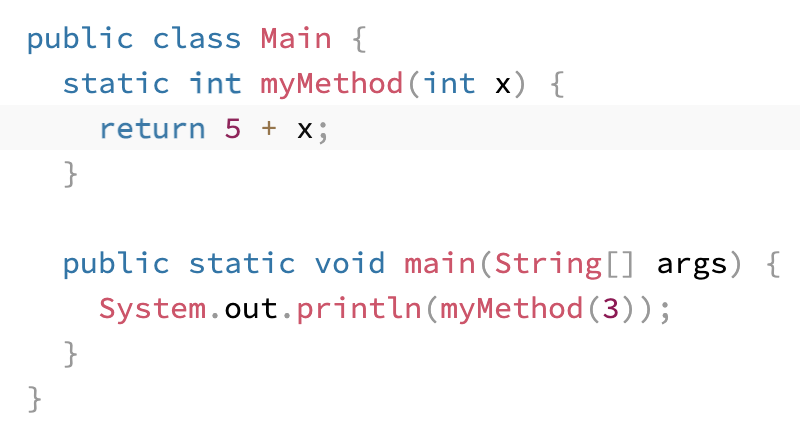 public class Main {
  static int myMethod(int x) {
    return 5 + x;
  }

  public static void main(String[] args) {
    System.out.println(myMethod(3));
  }
}